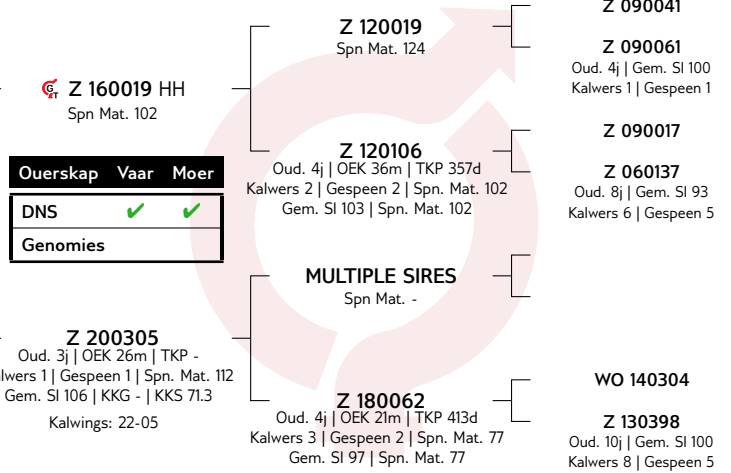 Z 160019 HH
Spn Mat. 102
Ouerskap Vaar Moer
DNS ✔ ✔
Genomies
Z 200305
Oud. 3j | OEK 26m | TKP -
lwers 1 | Gespeen 1 | Spn. Mat. 112
Gem. SI 106 | KKG - | KKS 71.3
Kalwings: 22-05
Z 120019
Spn Mat. 124
Z 120106
Oud. 4j | OEK 36m | TKP 357d
Kalwers 2 | Gespeen 2 | Spn. Mat. 102
Gem. SI 103 | Spn. Mat. 102
MULTIPLE SIRES
Spn Mat. -
Z 180062
Oud. 4j | OEK 21m | TKP 413d
Kalwers 3 | Gespeen 2 | Spn. Mat. 77
Gem. SI 97 | Spn. Mat. 77
Z 090041
Z 090061
Oud. 4j | Gem. SI 100
Kalwers 1 | Gespeen 1
Z 090017
Z 060137
Oud. 8j | Gem. SI 93
Kalwers 6 | Gespeen 5
WO 140304
Z 130398
Oud. 10j | Gem. SI 100
Kalwers 8 | Gespeen 5